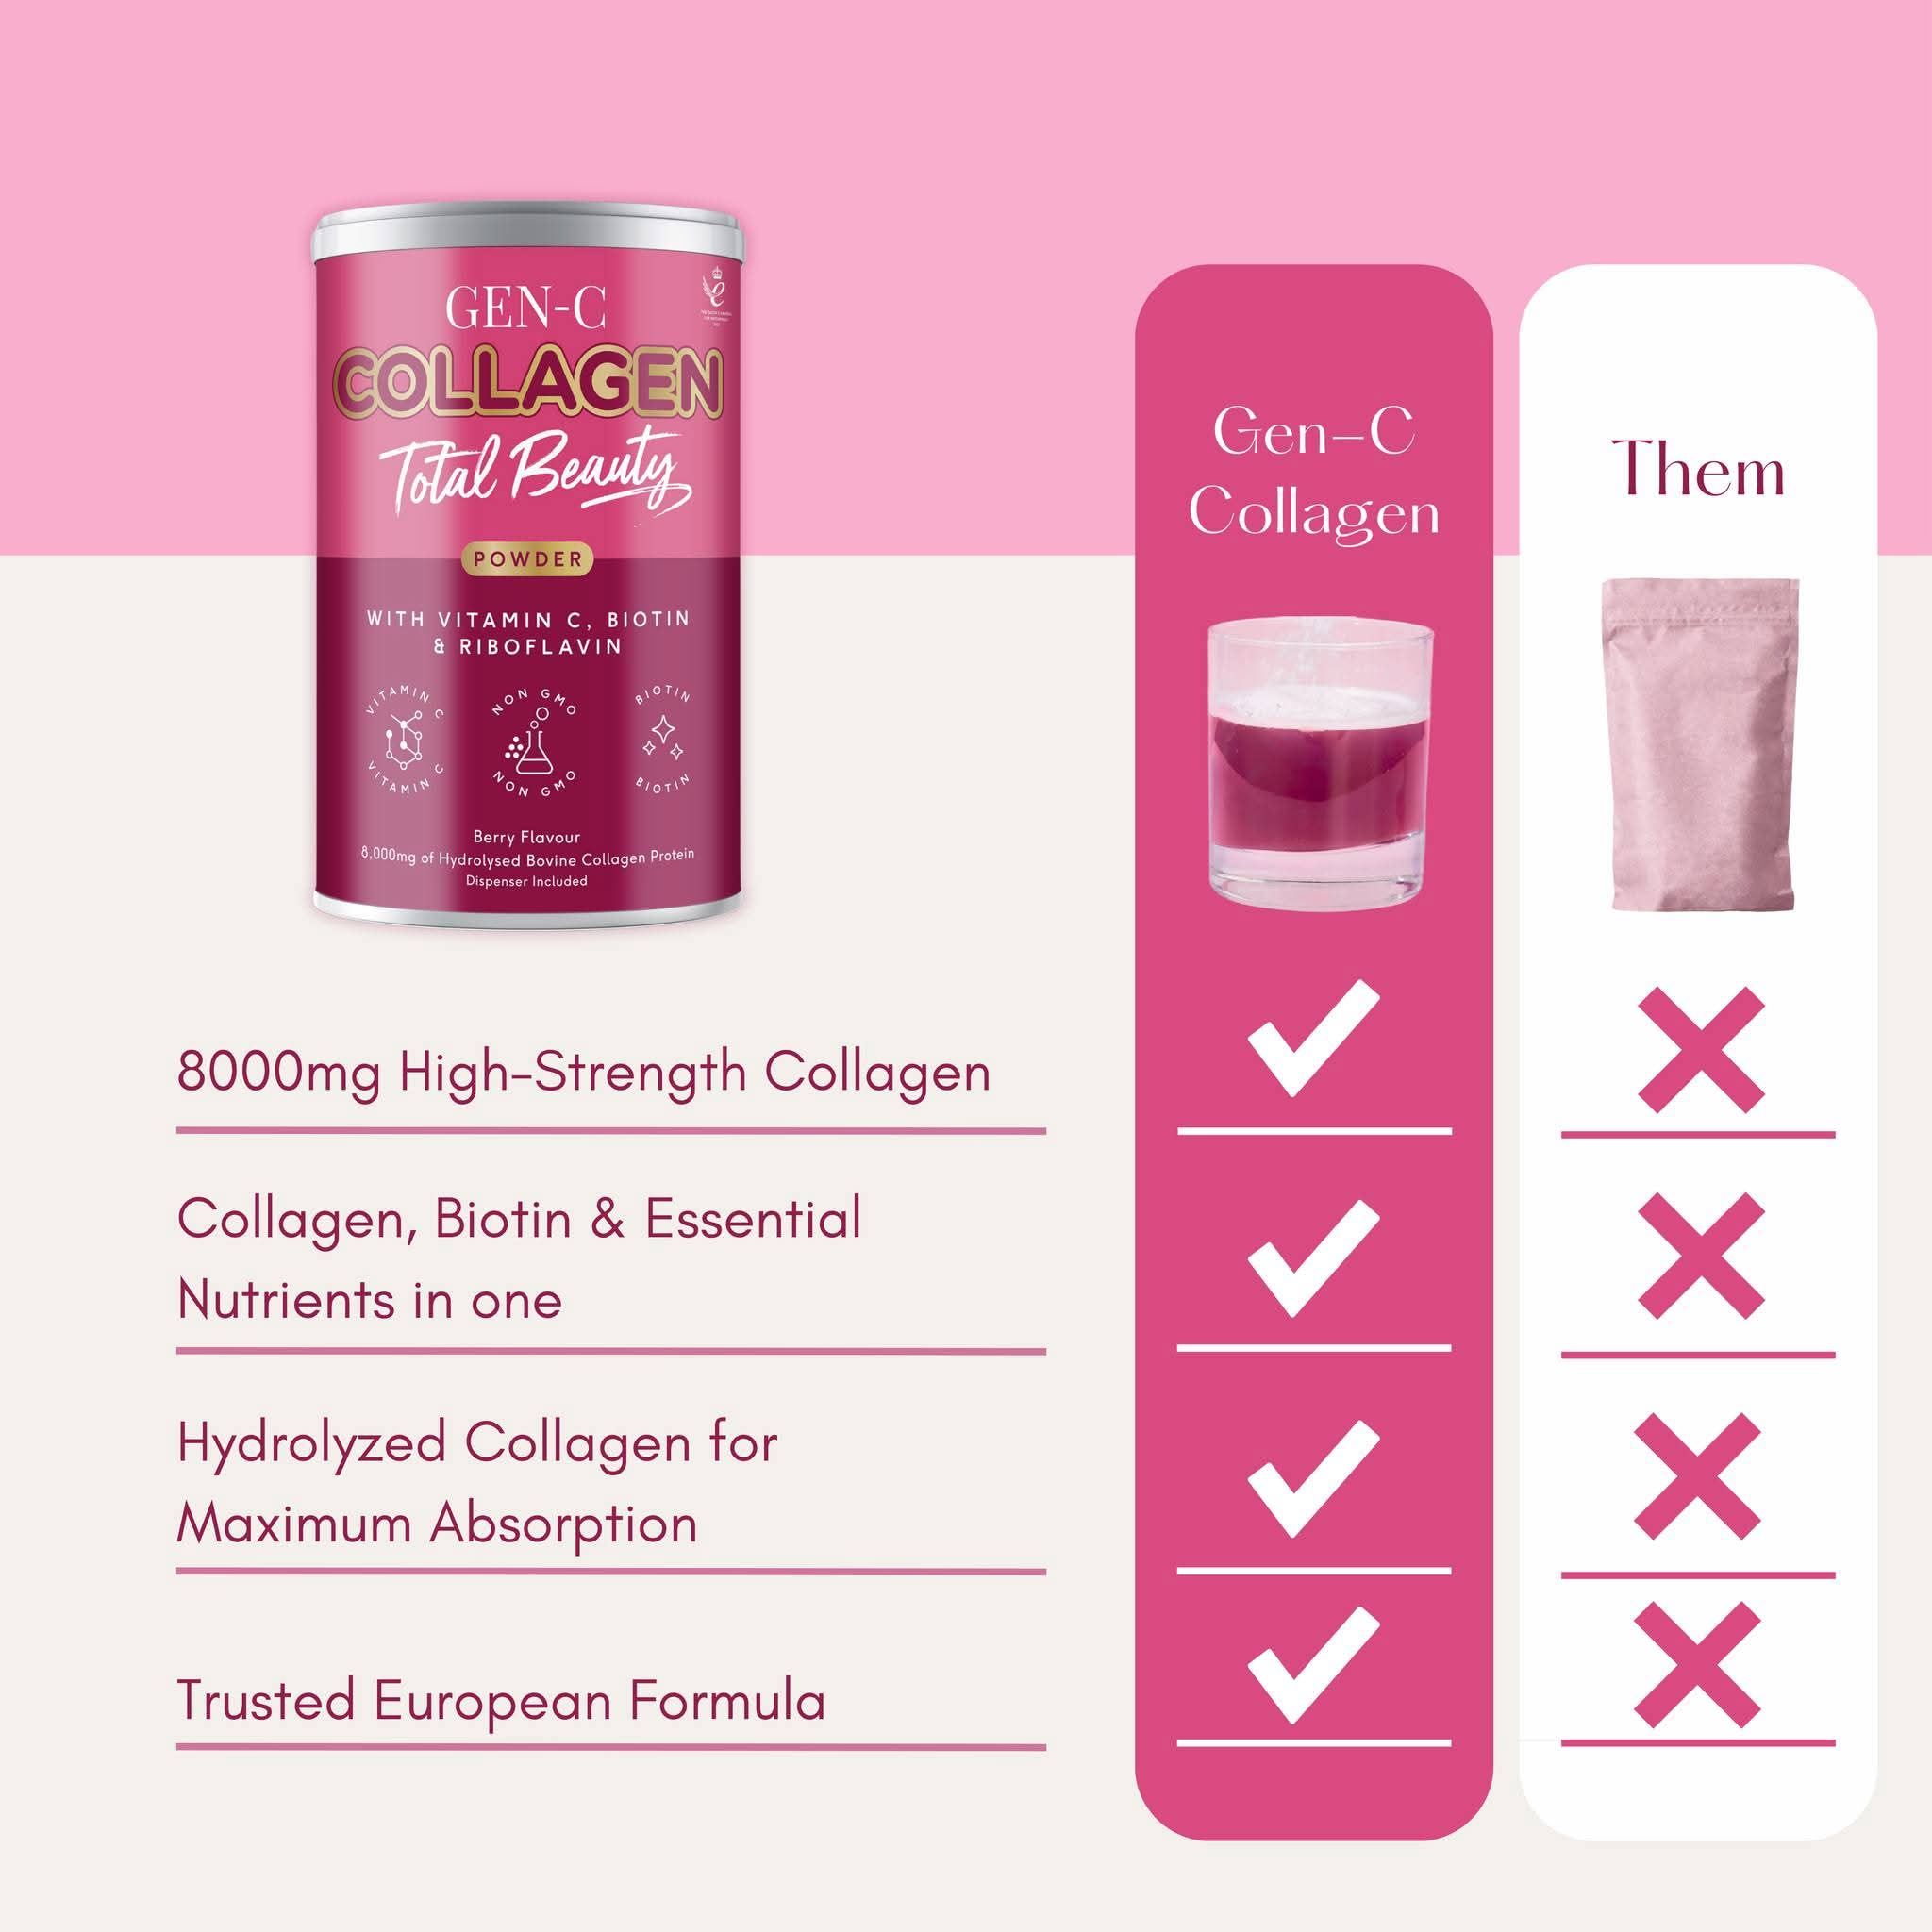 GEN-C
COLLAGEN
Total Beauty
POWDER
WITH VITAMIN C, BIOTIN
& RIBOFLAVIN
VITAMIN C
VITAMIN C
NON GMO
NON GMO
BIOTIN
BIOTIN
Berry Flavour
8,000mg of Hydrolysed Bovine Collagen Protein
Dispenser Included
Gen-C
Collagen
Them
8000mg High-Strength Collagen
Collagen, Biotin & Essential
Nutrients in one
Hydrolyzed Collagen for
Maximum Absorption
Trusted European Formula